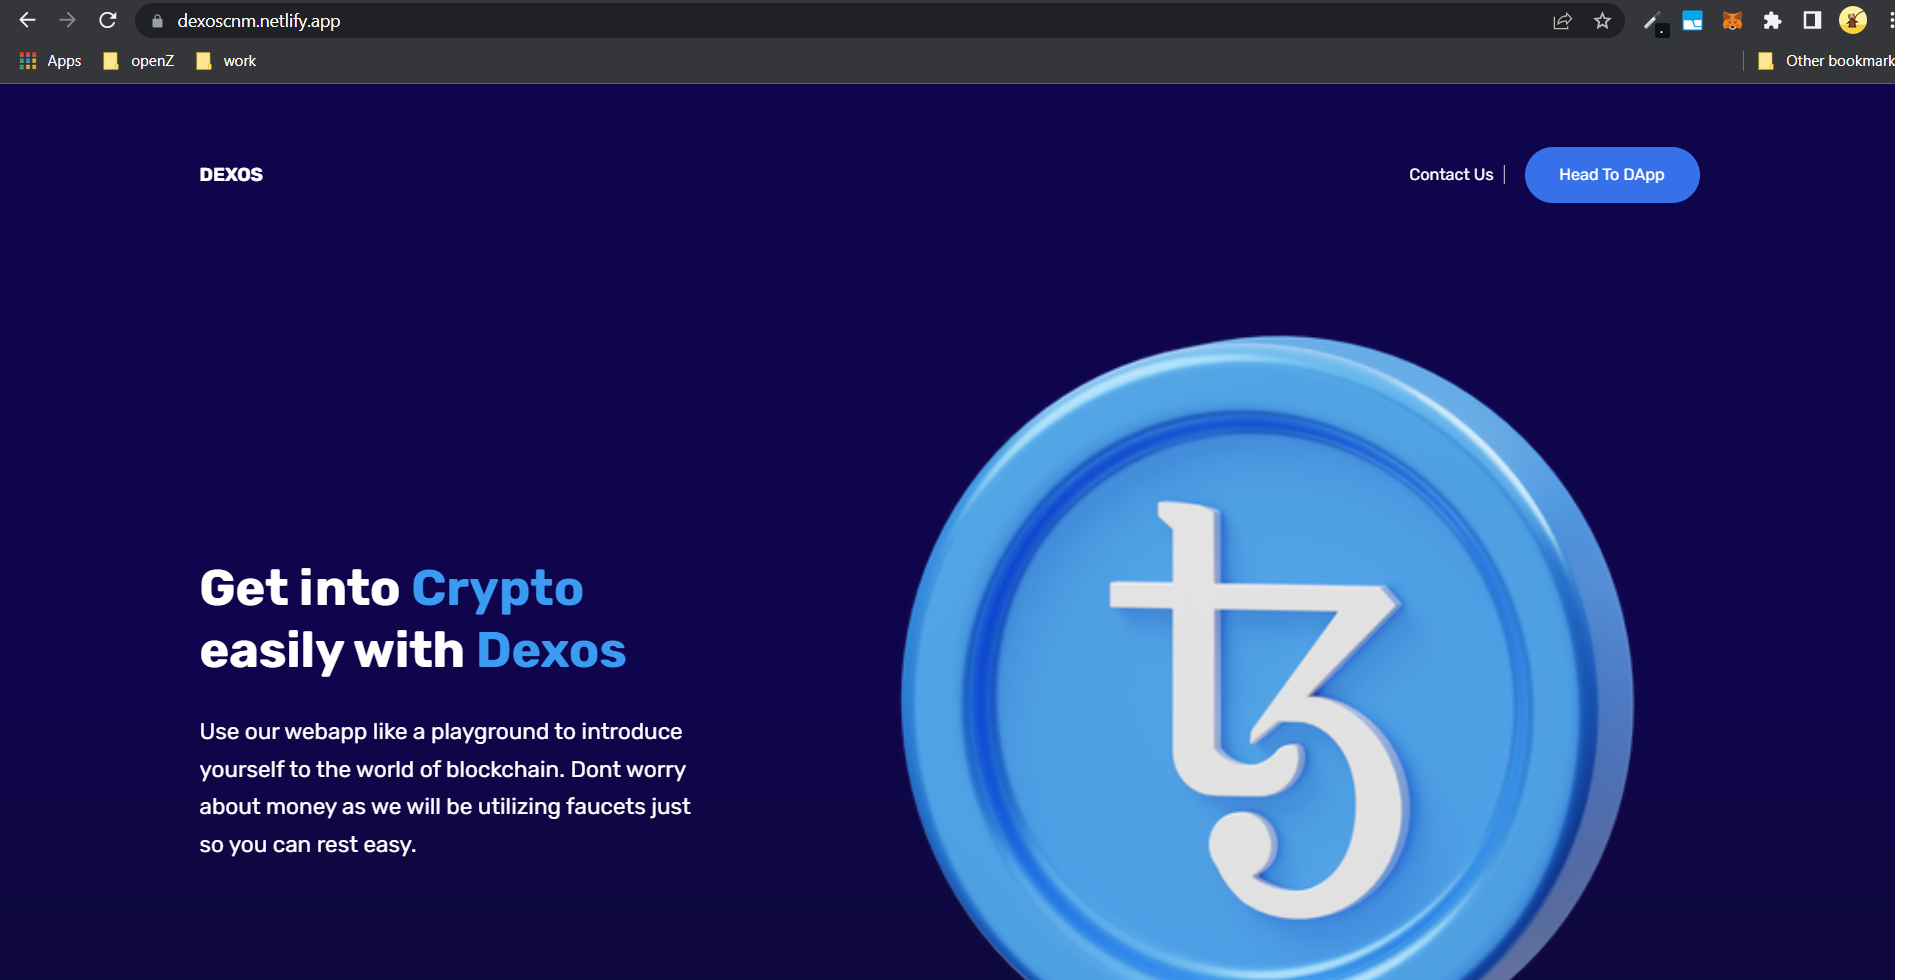 dexoscnm.netlify.app
Apps openZ work Other bookmark
DEXOS Contact Us Head To DApp
Get into Crypto
easily with Dexos
Use our webapp like a playground to introduce
yourself to the world of blockchain. Dont worry
about money as we will be utilizing faucets just
so you can rest easy.